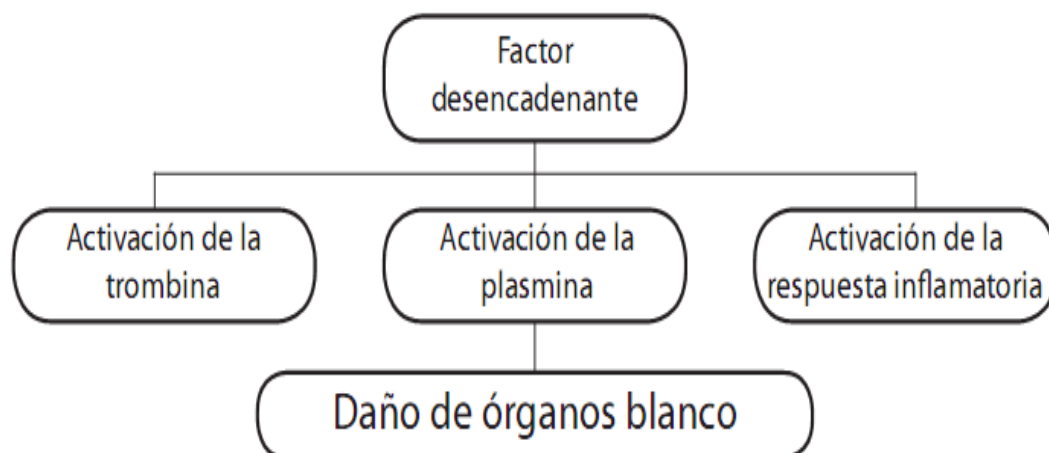 Factor
desencadenante
Activación de la
trombina
Activación de la
plasmina
Activación de la
respuesta inflamatoria
Daño de órganos blanco